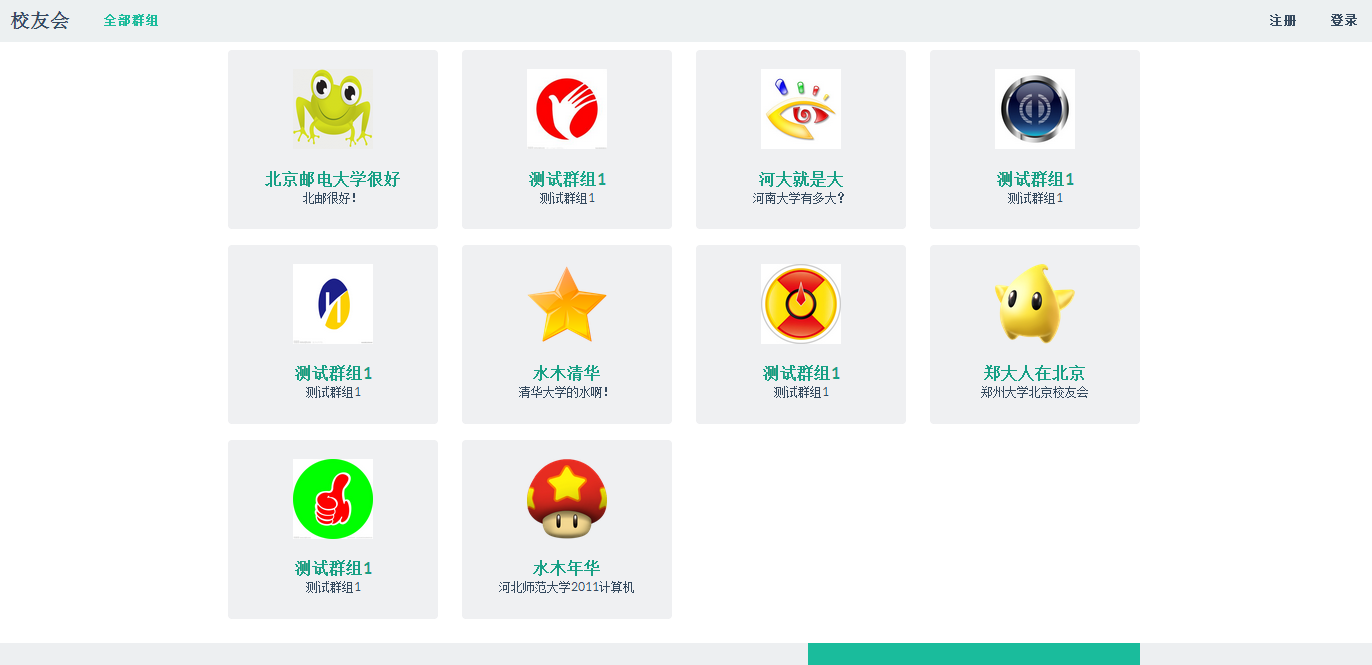 校友会
全部群组
注册
登录
北京邮电大学很好
北邮很好！
测试群组1
测试群组1
河大就是大
河南大学有多大？
测试群组1
测试群组1
测试群组1
测试群组1
水木清华
清华大学的水啊！
测试群组1
测试群组1
郑大人在北京
郑州大学北京校友会
测试群组1
测试群组1
水木年华
河北师范大学2011计算机